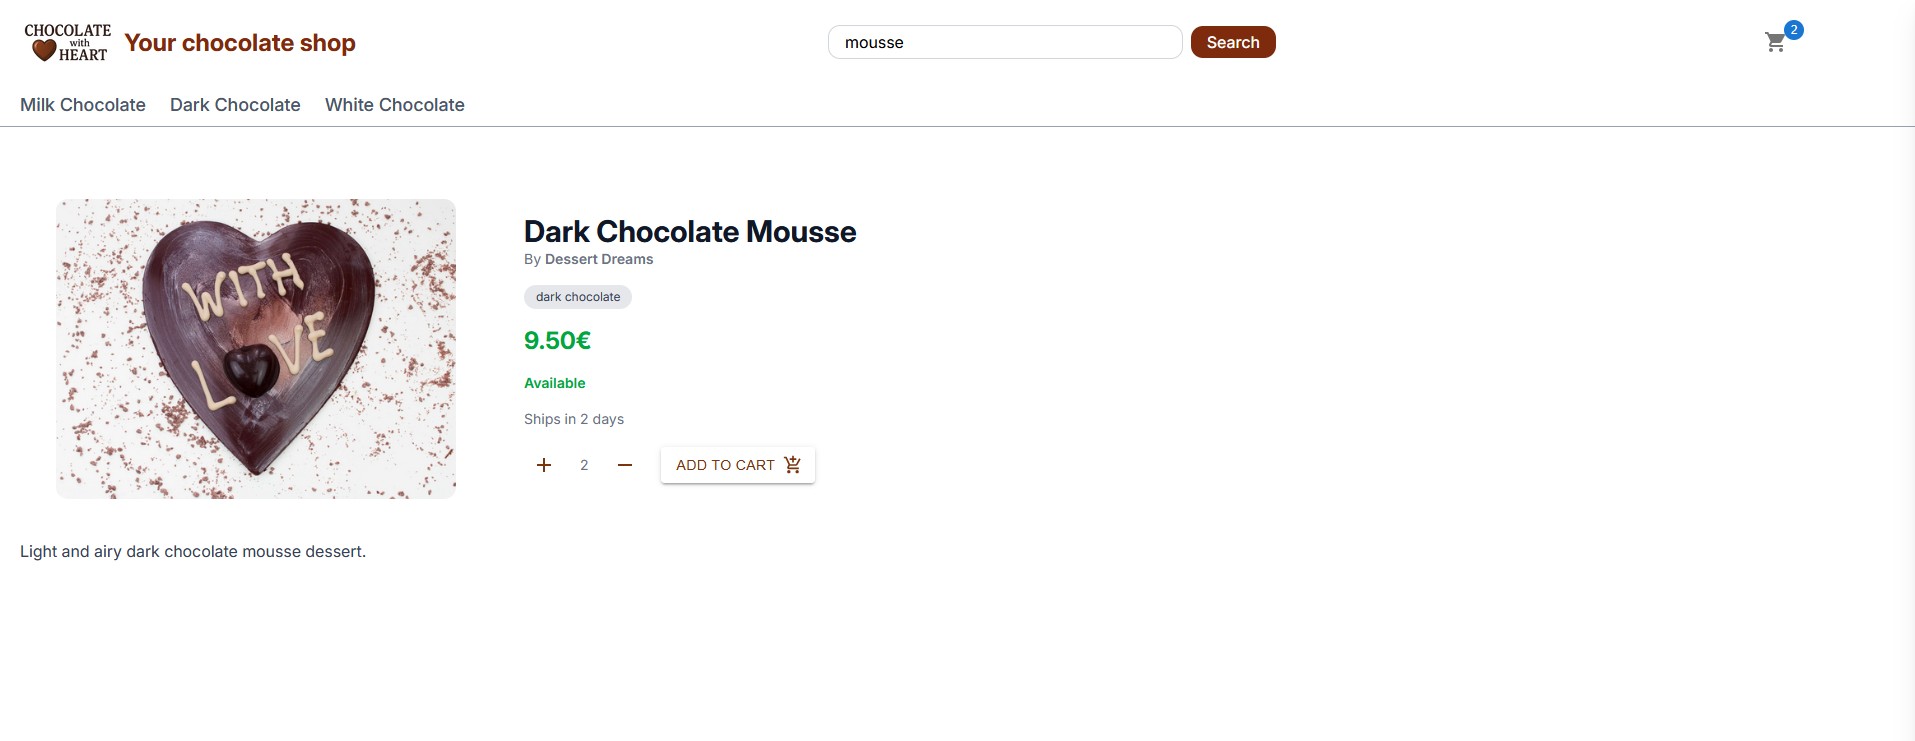 CHOCOLATE
with
HEART
Your chocolate shop
mousse
Search
2
Milk Chocolate Dark Chocolate White Chocolate
WITH
LOVE
Dark Chocolate Mousse
By Dessert Dreams
dark chocolate
9.50€
Available
Ships in 2 days
2
ADD TO CART
Light and airy dark chocolate mousse dessert.